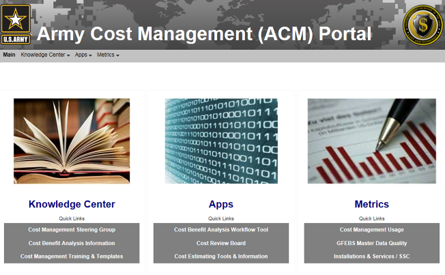 U.S.ARMY
Army Cost Management (ACM) Portal
$
Main Knowledge Center Apps Metrics
Knowledge Center
Quick Links
Cost Management Steering Group
Cost Benefit Analysis Information
Cost Management Training & Templates
Apps
Quick Links
Cost Benefit Analysis Workflow Tool
Cost Review Board
Cost Estimating Tools & Information
Metrics
Quick Links
Cost Management Usage
GFEBS Master Data Quality
Installations & Services / SSC